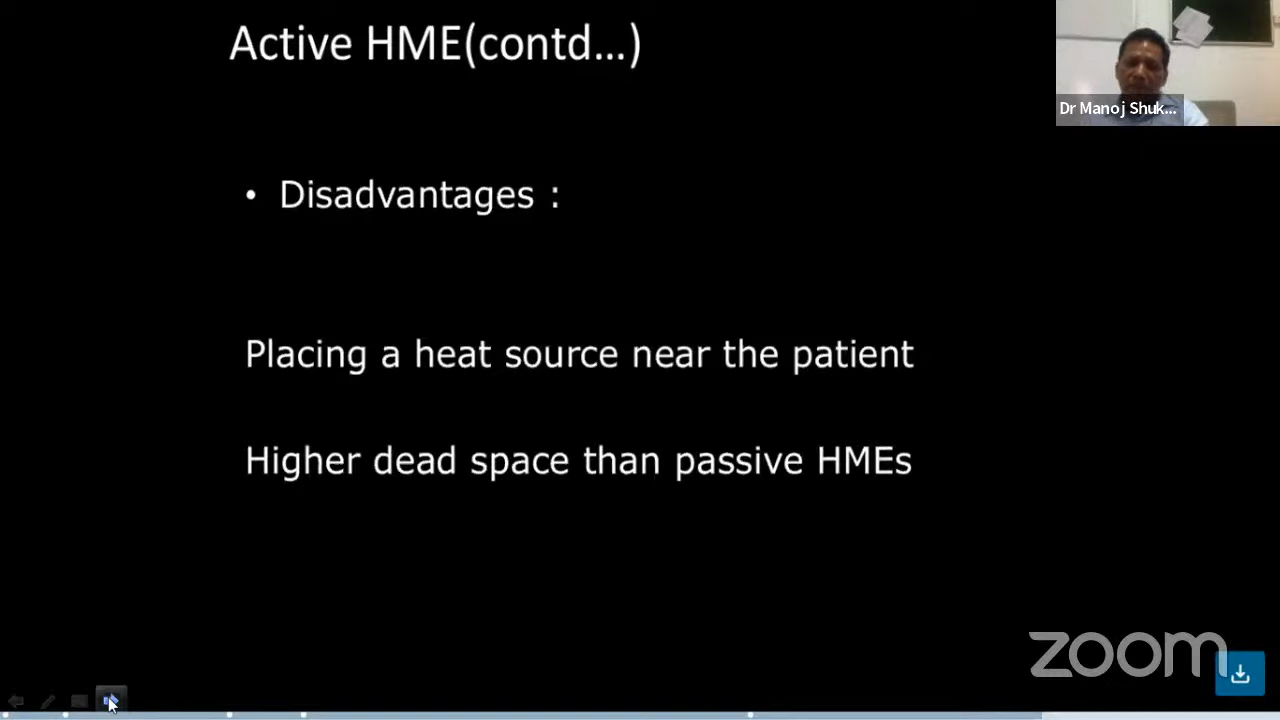 Active HME(contd...)
Dr Manoj Shuk...
• Disadvantages :
Placing a heat source near the patient
Higher dead space than passive HMEs
zoom